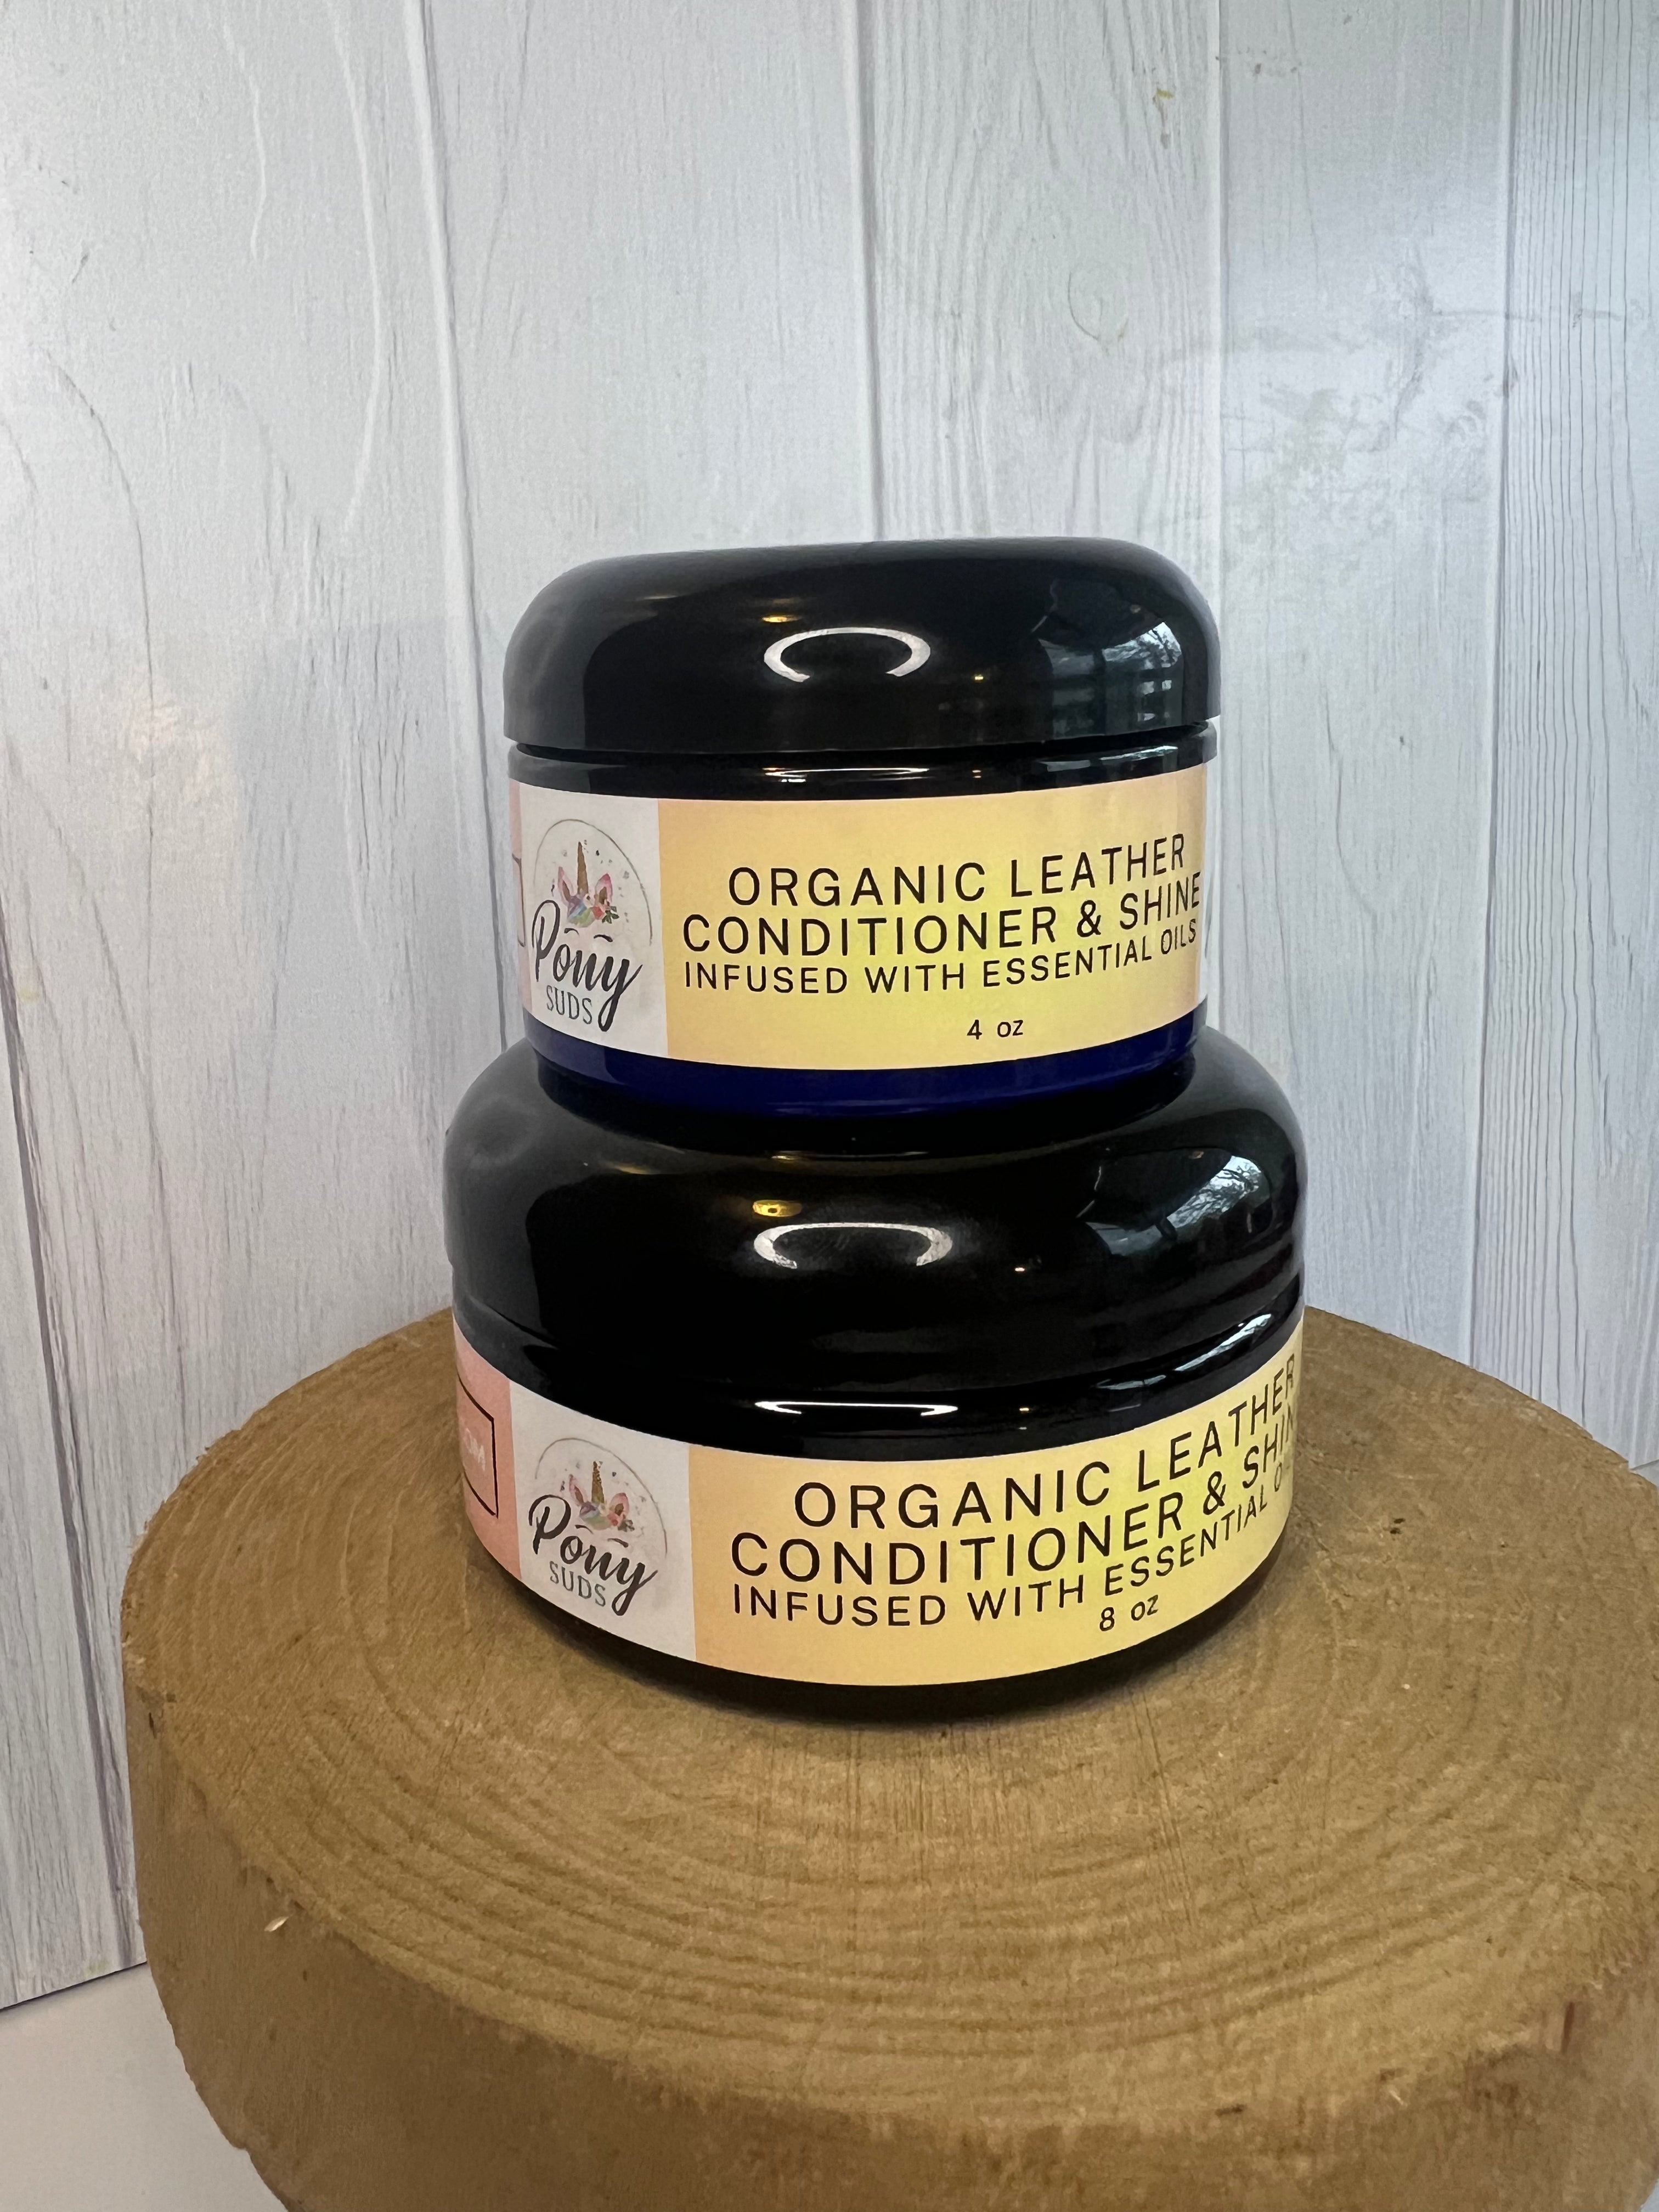 Pony
SUDS
ORGANIC LEATHER
CONDITIONER & SHINE
INFUSED WITH ESSENTIAL OILS
4 oz
Pony
SUDS
ORGANIC LEATHER
CONDITIONER &
INFUSED WITH ESSENTIAL
8 oz